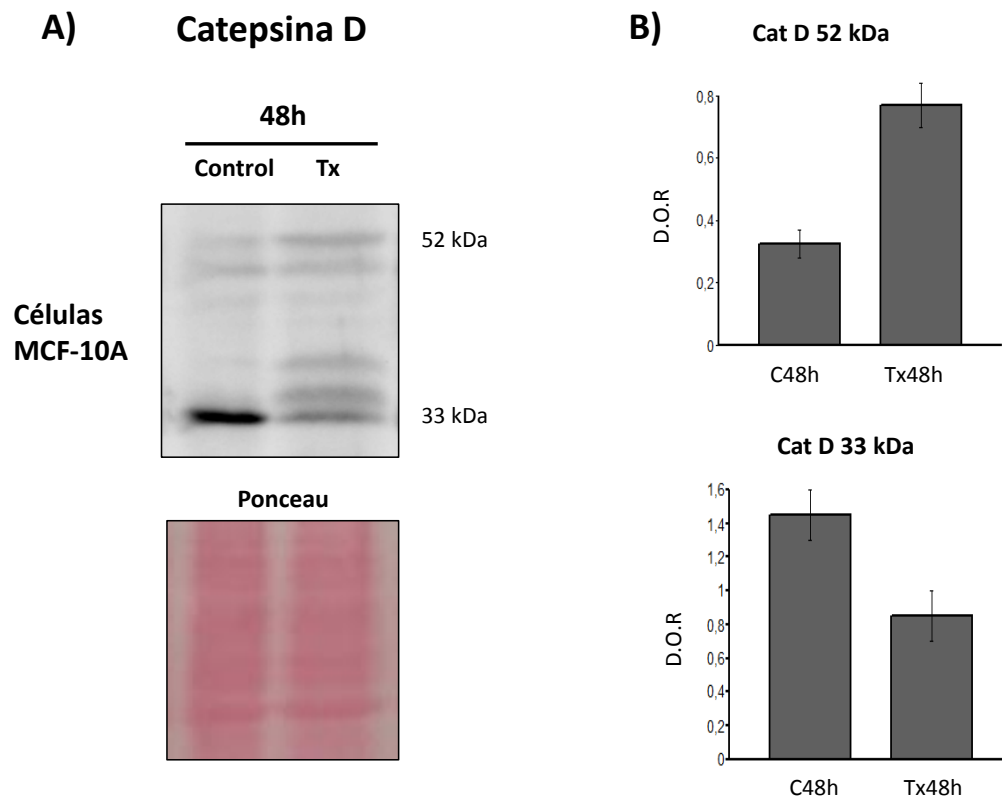 A) Catepsina D
48h
Control Tx
52 kDa
Células
MCF-10A
33 kDa
Ponceau
B)
Cat D 52 kDa
0,8
0,6
0,4
0,2
0
D.O.R
C48h Tx48h
Cat D 33 kDa
1,6
1,4
1,2
1
0,8
0,6
0,4
0,2
0
D.O.R
C48h Tx48h